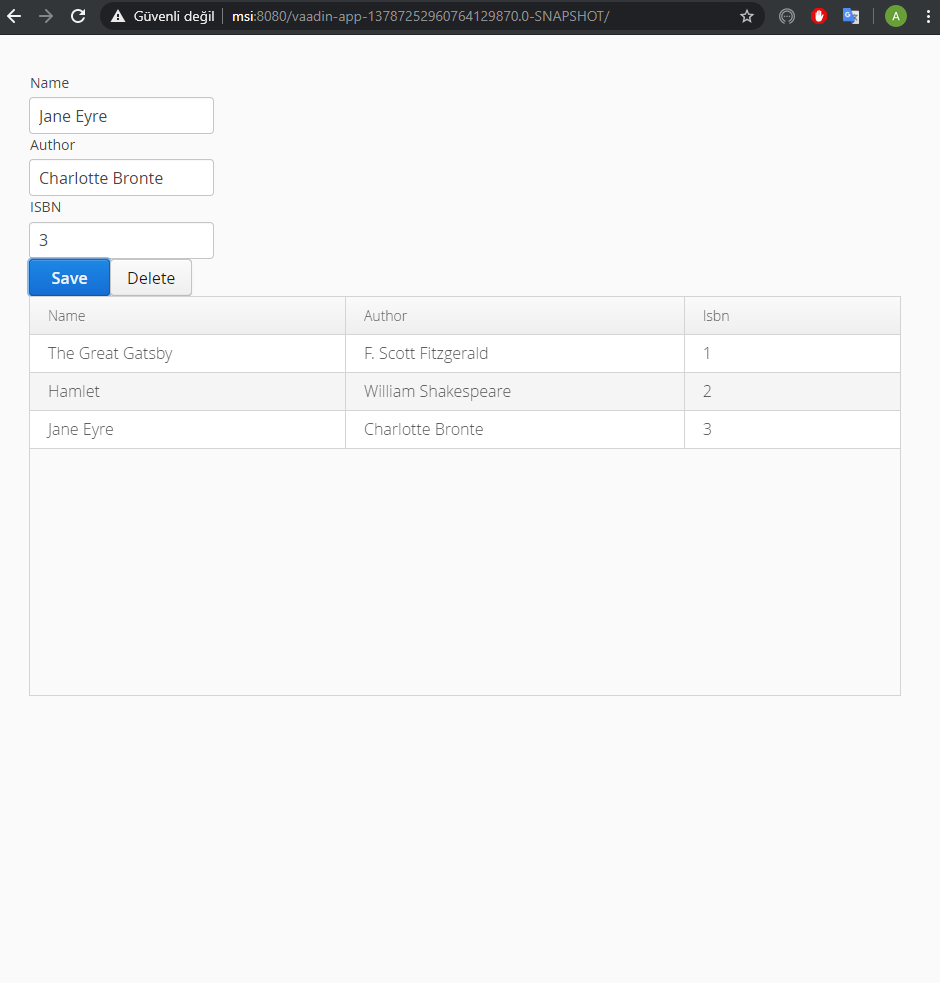 Güvenli değil msi:8080/vaadin-app-13787252960764129870.0-SNAPSHOT/ A
Name
Jane Eyre
Author
Charlotte Bronte
ISBN
3
Save Delete
Name Author Isbn
The Great Gatsby F. Scott Fitzgerald 1
Hamlet William Shakespeare 2
Jane Eyre Charlotte Bronte 3